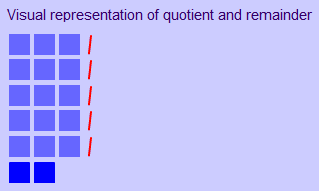 Visual representation of quotient and remainder